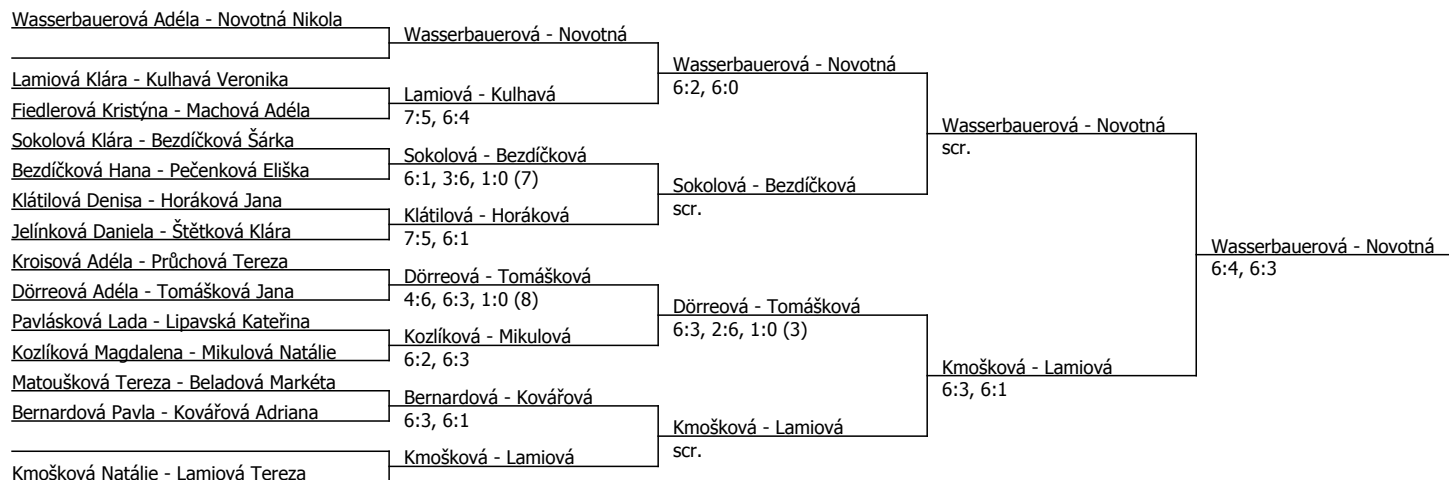 Wasserbauerová Adéla - Novotná Nikola
Lamiová Klára - Kulhavá Veronika
Fiedlerová Kristýna - Machová Adéla
Sokolová Klára - Bezdíčková Šárka
Bezdíčková Hana - Pečenková Eliška
Klátilová Denisa - Horáková Jana
Jelínková Daniela - Štětková Klára
Kroisová Adéla - Průchová Tereza
Dörreová Adéla - Tomášková Jana
Pavlásková Lada - Lipavská Kateřina
Kozlíková Magdalena - Mikulová Natálie
Matoušková Tereza - Beladová Markéta
Bernardová Pavla - Kovářová Adriana
Kmošková Natálie - Lamiová Tereza
Wasserbauerová - Novotná
Lamiová - Kulhavá
7:5, 6:4
Sokolová - Bezdíčková
6:1, 3:6, 1:0 (7)
Klátilová - Horáková
7:5, 6:1
Dörreová - Tomášková
4:6, 6:3, 1:0 (8)
Kozlíková - Mikulová
6:2, 6:3
Bernardová - Kovářová
6:3, 6:1
Kmošková - Lamiová
Wasserbauerová - Novotná
6:2, 6:0
Sokolová - Bezdíčková
scr.
Dörreová - Tomášková
6:3, 2:6, 1:0 (3)
Kmošková - Lamiová
scr.
Wasserbauerová - Novotná
scr.
Kmošková - Lamiová
6:3, 6:1
Wasserbauerová - Novotná
6:4, 6:3